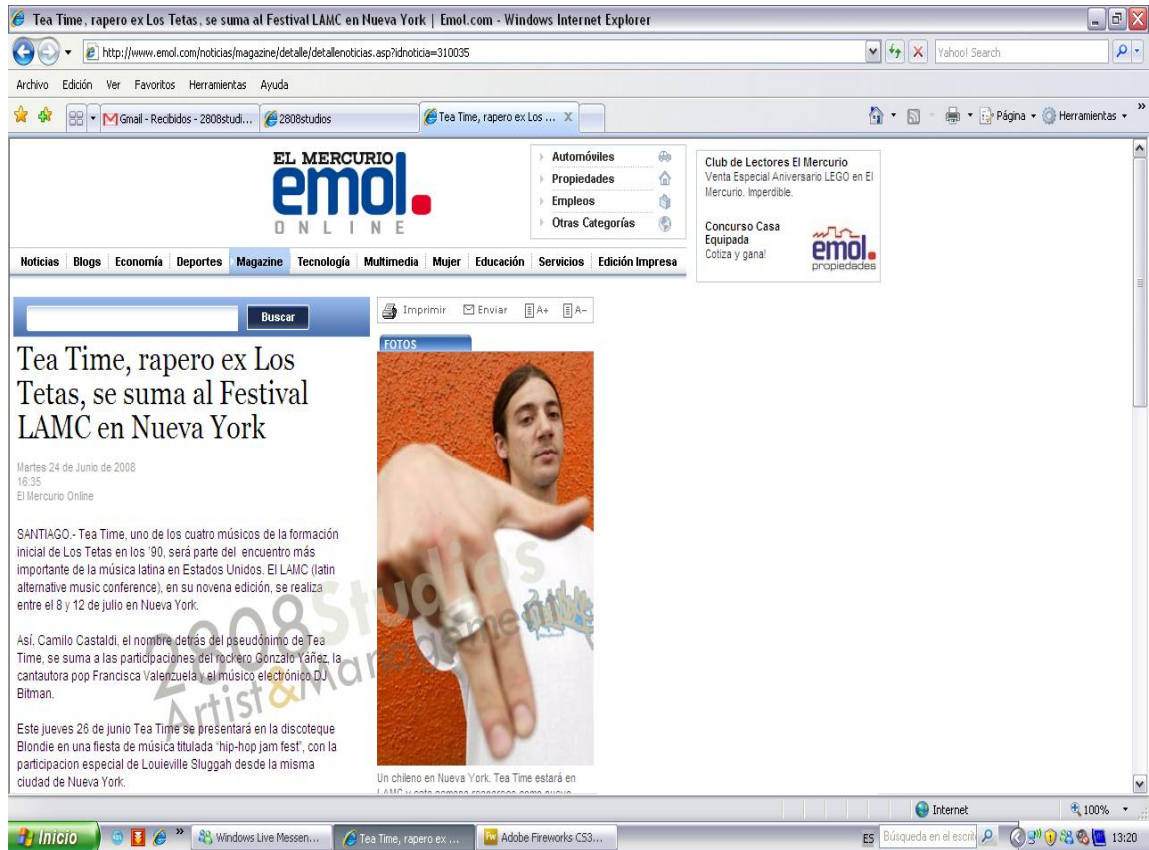 Tea Time, rapero ex Los Tetas, se suma al Festival LAMC en Nueva York | Emol.com - Windows Internet Explorer
http://www.emol.com/noticias/magazine/detalle/detallenoticias.asp?idnoticia=310035
Yahoo! Search
Archivo Edición Ver Favoritos Herramientas Ayuda
Gmail - Recibidos - 2808studi... 2808studios Tea Time, rapero ex Los ... X Página Herramientas »
EL MERCURIO
emol.
ONLINE
Automóviles
Propiedades
Empleos
Otras Categorías
Club de Lectores El Mercurio
Venta Especial Aniversario LEGO en El
Mercurio. Imperdible.
Concurso Casa
Equipada
Cotiza y gana!
emol.
propiedades
Noticias Blogs Economía Deportes Magazine Tecnología Multimedia Mujer Educación Servicios Edición Impresa
Buscar
Imprimir Enviar A+ A-
FOTOS
Tea Time, rapero ex Los
Tetas, se suma al Festival
LAMC en Nueva York
Martes 24 de Junio de 2008
16:35
El Mercurio Online
SANTIAGO.- Tea Time, uno de los cuatro músicos de la formación
inicial de Los Tetas en los '90, será parte del encuentro más
importante de la música latina en Estados Unidos. El LAMC (latin
alternative music conference), en su novena edición, se realiza
entre el 8 y 12 de julio en Nueva York.
Así, Camilo Castaldi, el nombre detrás del pseudónimo de Tea
Time, se suma a las participaciones del rockero Gonzalo Yáñez, la
cantautora pop Francisca Valenzuela y el músico electrónico DJ
Bitman.
Este jueves 26 de junio Tea Time se presentará en la discoteque
Blondie en una fiesta de música titulada "hip-hop jam fest", con la
participacion especial de Louieville Sluggah desde la misma
ciudad de Nueva York.
2808Studios
Artist&Management
Un chileno en Nueva York. Tea Time estará en
Internet 100%
Inicio » Windows Live Messen... Tea Time, rapero ex ... Adobe Fireworks CS3... ES Búsqueda en el escrit 13:20